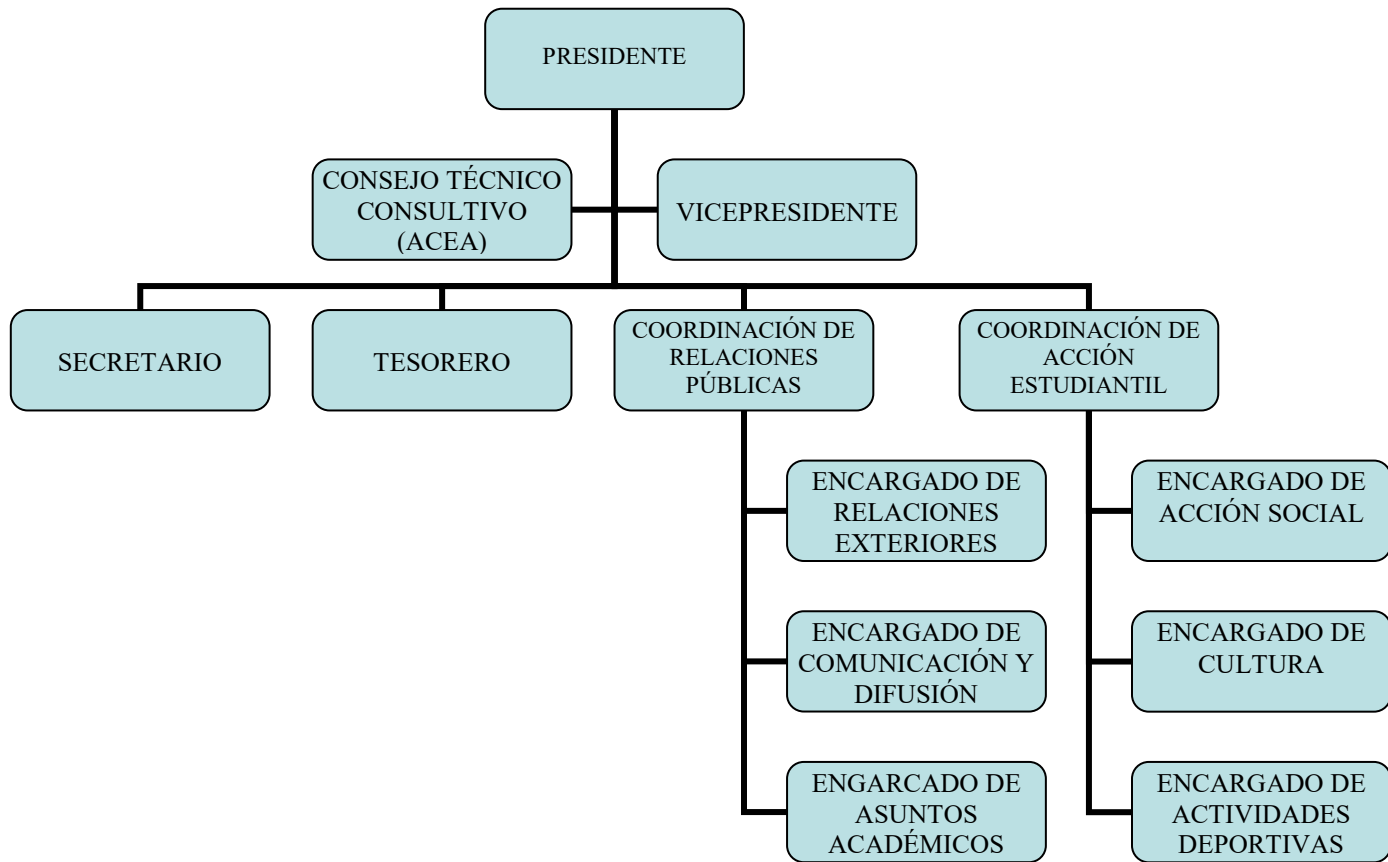 PRESIDENTE
CONSEJO TÉCNICO
CONSULTIVO
(ACEA)
VICEPRESIDENTE
SECRETARIO
TESORERO
COORDINACIÓN DE
RELACIONES
PÚBLICAS
COORDINACIÓN DE
ACCIÓN
ESTUDIANTIL
ENCARGADO DE
RELACIONES
EXTERIORES
ENCARGADO DE
COMUNICACIÓN Y
DIFUSIÓN
ENGARCADO DE
ASUNTOS
ACADÉMICOS
ENCARGADO DE
ACCIÓN SOCIAL
ENCARGADO DE
CULTURA
ENCARGADO DE
ACTIVIDADES
DEPORTIVAS